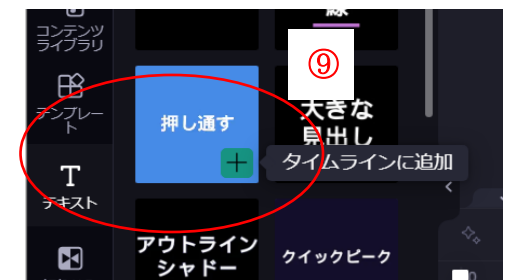 コンテンツ
ライブラリ
線
⑨
テンプレー
ト
押し通す
大きな
見出し
タイムラインに追加
T
テキスト
アウトライン
シャドー
クイックピーク